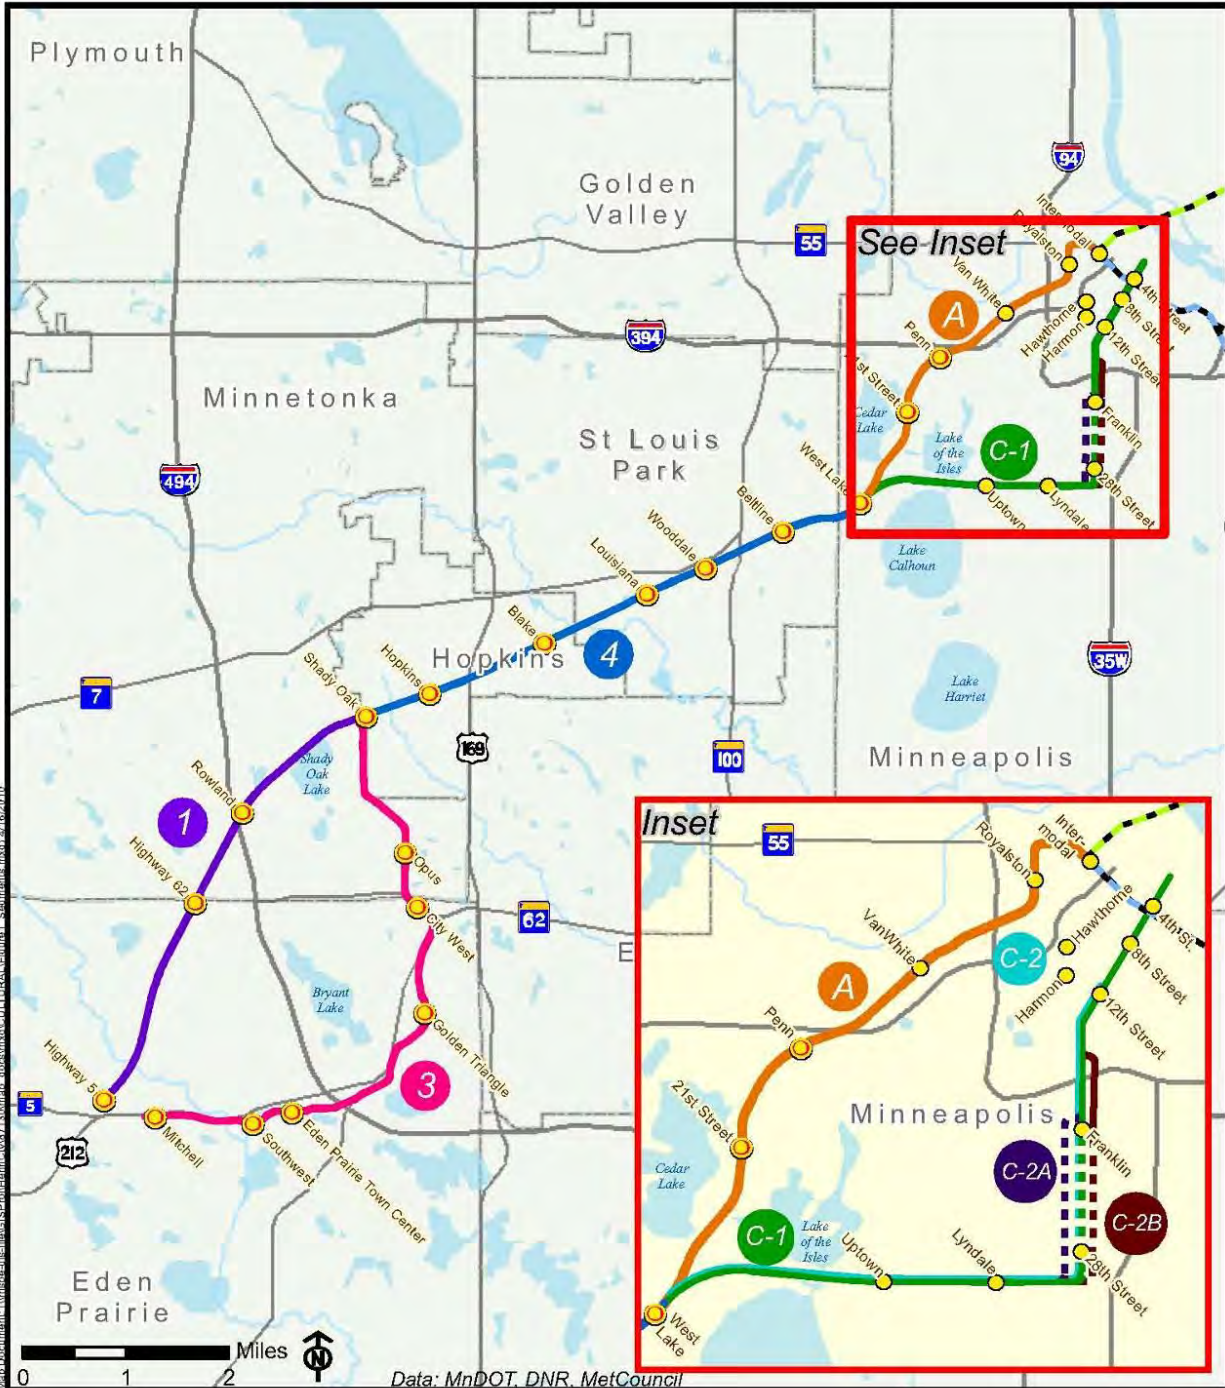 Plymouth
Golden
Valley
94
55
See Inset
Intermodal
Royalston
Van White
A
Penn
4th Street
8th Street
Hawthorne
Harmon
12th Street
394
Minnetonka
St Louis
Park
Cedar
Lake
Lake
of the
Isles
C-1
Franklin
28th Street
Uptown
Lyndale
West Lake
494
Beltline
Wooddale
Louisiana
Blake
Lake
Calhoun
Hopkins
4
Hopkins
Shady Oak
7
35W
Lake
Harriet
169
100
Minneapolis
Shady
Oak
Lake
Rowland
1
Highway 62
Opus
City West
62
E
Bryant
Lake
Golden Triangle
Highway 5
3
5
212
Mitchell
Southwest
Eden Prairie Town Center
Eden
Prairie
Miles
N
0 1 2
Data: MnDOT, DNR, MetCouncil
Inset
55
Royalston
Inter-
modal
Hawthorne
4th St.
VanWhite
C-2
8th Street
A
Harmon
12th Street
Penn
Minneapolis
21st Street
Franklin
C-2A
Cedar
Lake
C-2B
C-1
Lake
of the
Isles
Uptown
Lyndale
28th Street
West
Lake